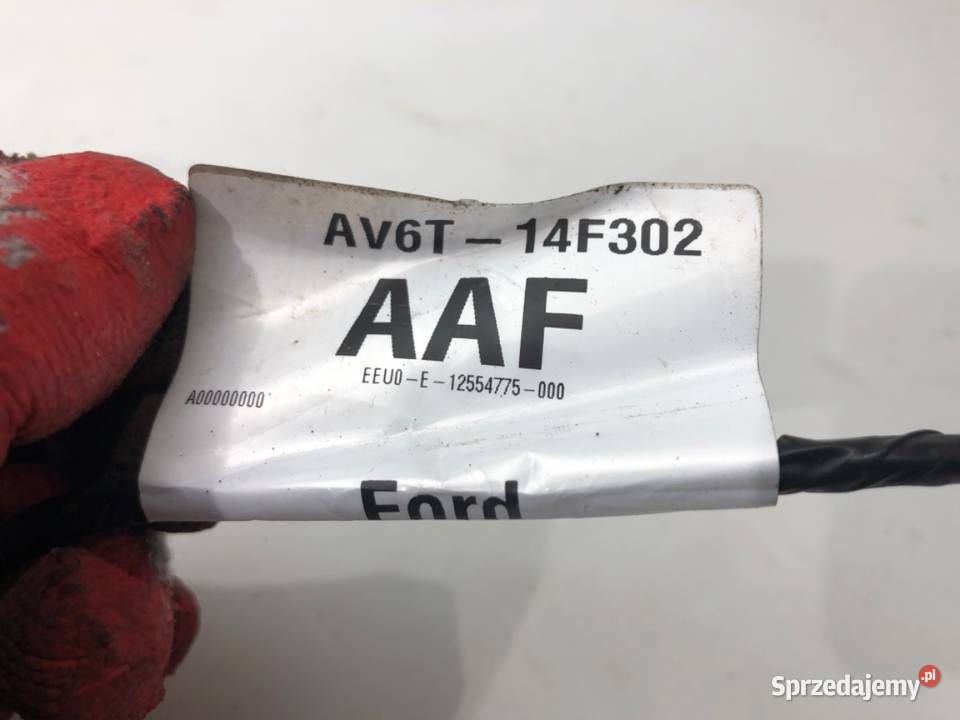 AV6T-14F302
AAF
EEU0-E-12554775-000
A00000000
Ford
Sprzedajemy.pl